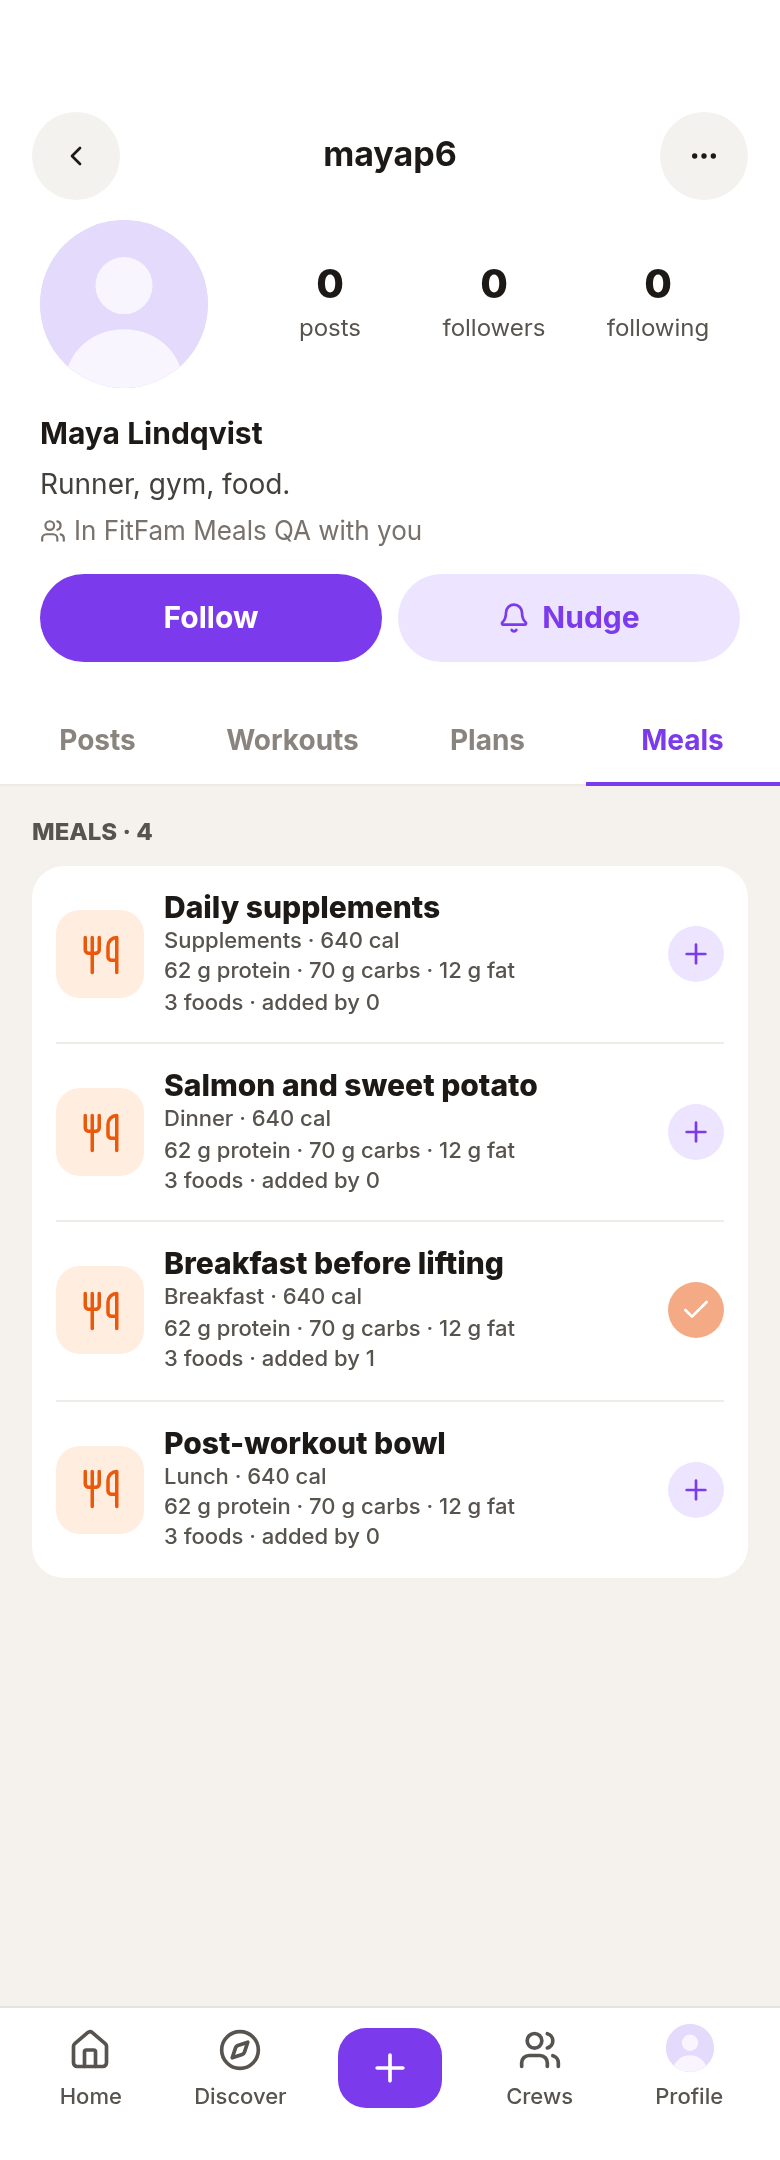 mayap6
0 0 0
posts followers following
Maya Lindqvist
Runner, gym, food.
In FitFam Meals QA with you
Follow Nudge
Posts Workouts Plans Meals
MEALS · 4
Daily supplements
Supplements · 640 cal
62 g protein · 70 g carbs · 12 g fat
3 foods · added by 0
Salmon and sweet potato
Dinner · 640 cal
62 g protein · 70 g carbs · 12 g fat
3 foods · added by 0
Breakfast before lifting
Breakfast · 640 cal
62 g protein · 70 g carbs · 12 g fat
3 foods · added by 1
Post-workout bowl
Lunch · 640 cal
62 g protein · 70 g carbs · 12 g fat
3 foods · added by 0
Home Discover Crews Profile